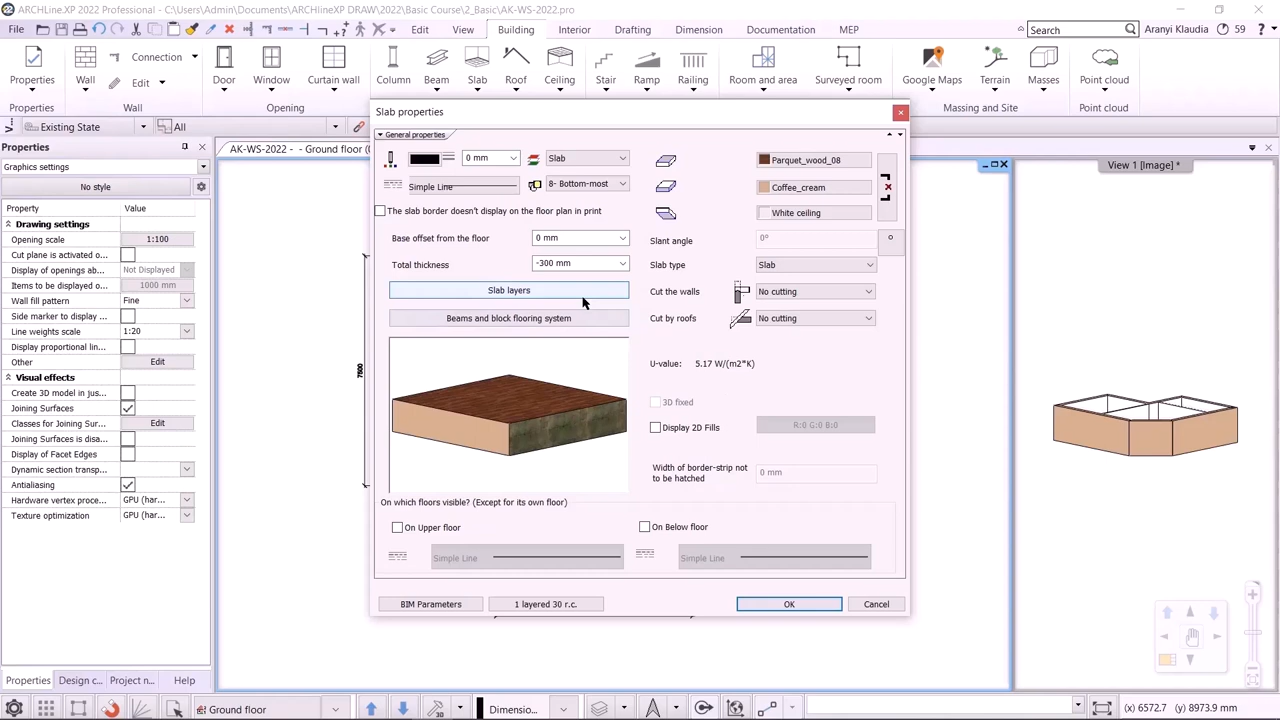 ARCHLine.XP 2022 Professional - C:\Users\Admin\Documents\ARCHline.XP DRAW\2022\Basic Course\2_Basic\AK-WS-2022.pro
File Edit View Building Interior Drafting Dimension Documentation MEP Search Aranyi Klaudia 59
Properties Wall Connection Edit Door Window Curtain wall Column Beam Slab Roof Ceiling Stair Ramp Railing Room and area Surveyed room Google Maps Terrain Masses Point cloud
Properties Wall Opening Massing and Site Point cloud
Existing State All
Properties
Graphics settings
No style
Property Value
Drawing settings
Opening scale 1:100
Cut plane is activated o...
Display of openings ab... Not Displayed
Items to be displayed o... 1000 mm
Wall fill pattern Fine
Side marker to display ...
Line weights scale 1:20
Display proportional lin...
Other Edit
Visual effects
Create 3D model in jus...
Joining Surfaces
Classes for Joining Sur... Edit
Joining Surfaces is disa...
Display of Facet Edges
Dynamic section transp...
Antialiasing
Hardware vertex proce... GPU (har...
Texture optimization GPU (har...
AK-WS-2022 - - Ground floor (
View 1 [Image] *
7500
Slab properties
General properties
0 mm Slab Parquet_wood_08
Simple Line 8- Bottom-most Coffee_cream
The slab border doesn't display on the floor plan in print White ceiling
Base offset from the floor 0 mm Slant angle 0°
Total thickness -300 mm Slab type Slab
Slab layers Cut the walls No cutting
Beams and block flooring system Cut by roofs No cutting
U-value: 5.17 W/(m2*K)
3D fixed
Display 2D Fills R:0 G:0 B:0
Width of border-strip not
to be hatched 0 mm
On which floors visible? (Except for its own floor)
On Upper floor On Below floor
Simple Line Simple Line
BIM Parameters 1 layered 30 r.c. OK Cancel
Properties Design c... Project n... Help
30 Ground floor Dimensio... (x) 6572.7 (y) 8973.9 mm